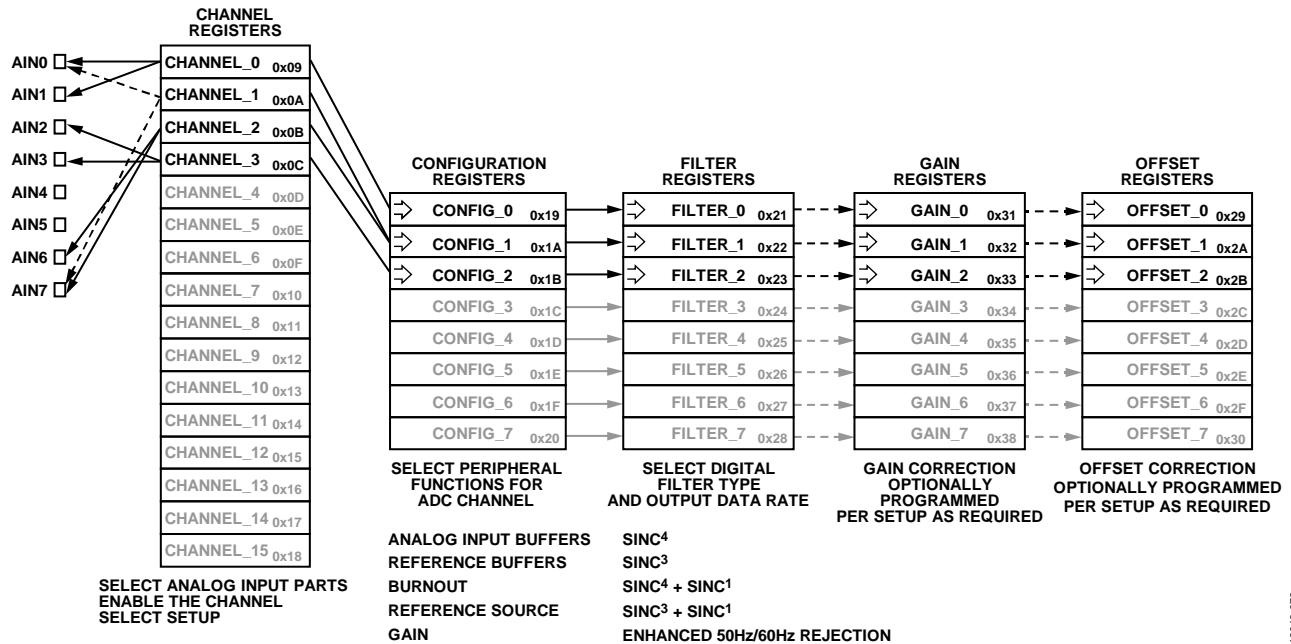 CHANNEL
REGISTERS
AIN0
AIN1
AIN2
AIN3
AIN4
AIN5
AIN6
AIN7
CHANNEL_0 0x09
CHANNEL_1 0x0A
CHANNEL_2 0x0B
CHANNEL_3 0x0C
CHANNEL_4 0x0D
CHANNEL_5 0x0E
CHANNEL_6 0x0F
CHANNEL_7 0x10
CHANNEL_8 0x11
CHANNEL_9 0x12
CHANNEL_10 0x13
CHANNEL_11 0x14
CHANNEL_12 0x15
CHANNEL_13 0x16
CHANNEL_14 0x17
CHANNEL_15 0x18
SELECT ANALOG INPUT PARTS
ENABLE THE CHANNEL
SELECT SETUP
CONFIGURATION
REGISTERS
CONFIG_0 0x19
CONFIG_1 0x1A
CONFIG_2 0x1B
CONFIG_3 0x1C
CONFIG_4 0x1D
CONFIG_5 0x1E
CONFIG_6 0x1F
CONFIG_7 0x20
SELECT PERIPHERAL
FUNCTIONS FOR
ADC CHANNEL
ANALOG INPUT BUFFERS
REFERENCE BUFFERS
BURNOUT
REFERENCE SOURCE
GAIN
FILTER
REGISTERS
FILTER_0 0x21
FILTER_1 0x22
FILTER_2 0x23
FILTER_3 0x24
FILTER_4 0x25
FILTER_5 0x26
FILTER_6 0x27
FILTER_7 0x28
SELECT DIGITAL
FILTER TYPE
AND OUTPUT DATA RATE
SINC4
SINC3
SINC4 + SINC1
SINC3 + SINC1
ENHANCED 50Hz/60Hz REJECTION
GAIN
REGISTERS
GAIN_0 0x31
GAIN_1 0x32
GAIN_2 0x33
GAIN_3 0x34
GAIN_4 0x35
GAIN_5 0x36
GAIN_6 0x37
GAIN_7 0x38
GAIN CORRECTION
OPTIONALLY
PROGRAMMED
PER SETUP AS REQUIRED
OFFSET
REGISTERS
OFFSET_0 0x29
OFFSET_1 0x2A
OFFSET_2 0x2B
OFFSET_3 0x2C
OFFSET_4 0x2D
OFFSET_5 0x2E
OFFSET_6 0x2F
OFFSET_7 0x30
OFFSET CORRECTION
OPTIONALLY PROGRAMMED
PER SETUP AS REQUIRED